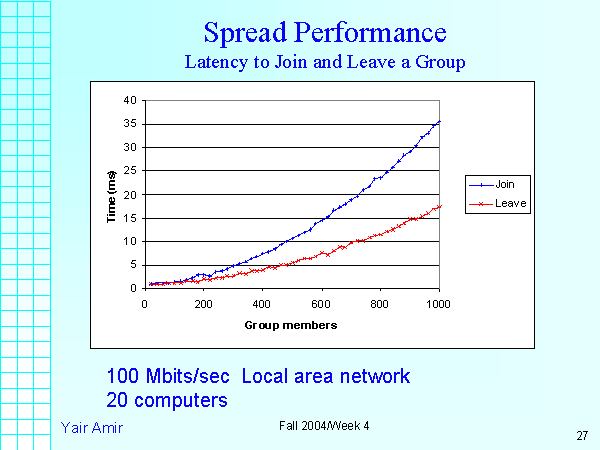 Spread Performance
Latency to Join and Leave a Group
40
35
30
25
20
15
10
5
0
Time (ms)
0 200 400 600 800 1000
Group members
Join
Leave
100 Mbits/sec Local area network
20 computers
Yair Amir
Fall 2004/Week 4
27